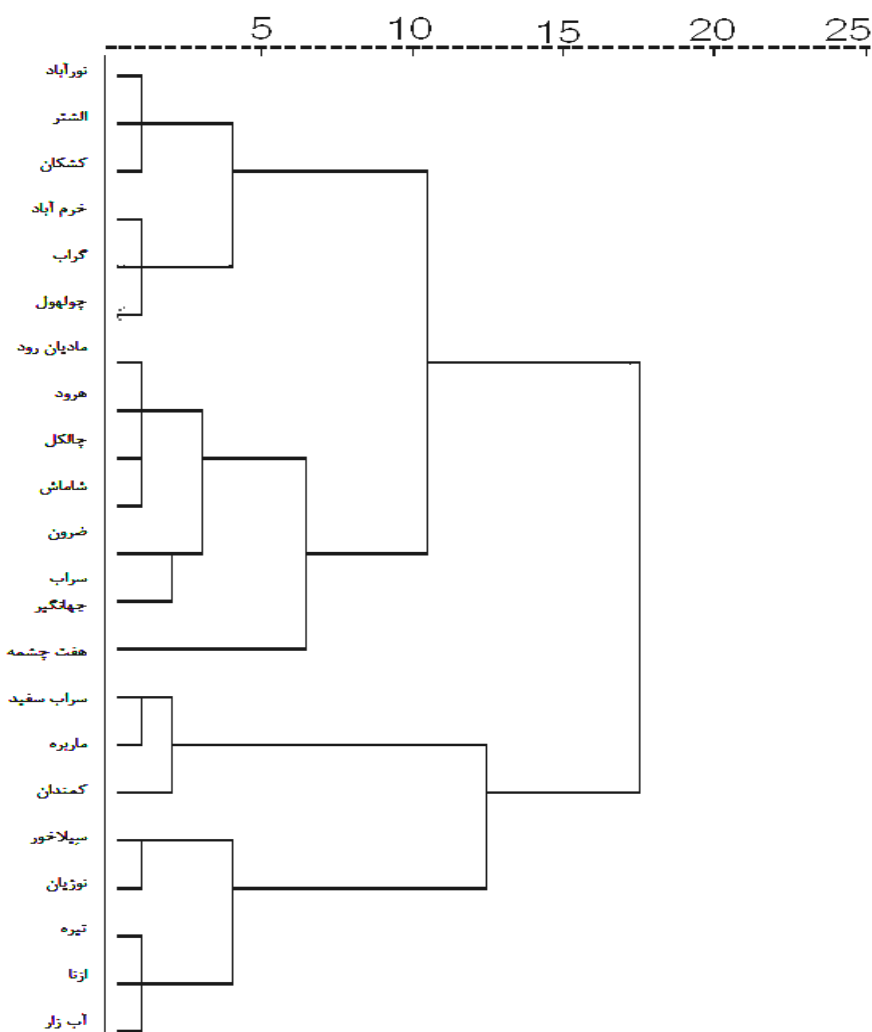 5 10 15 20 25
نورآباد
الشتر
کشکان
خرم آباد
گراب
چولهول
مادیان رود
هرود
چالکل
شاماش
ضرون
سراب
جهانگیر
هفت چشمه
سراب سفید
ماربره
کمندان
سیلاخور
نوژیان
تیره
ازنا
آب زار